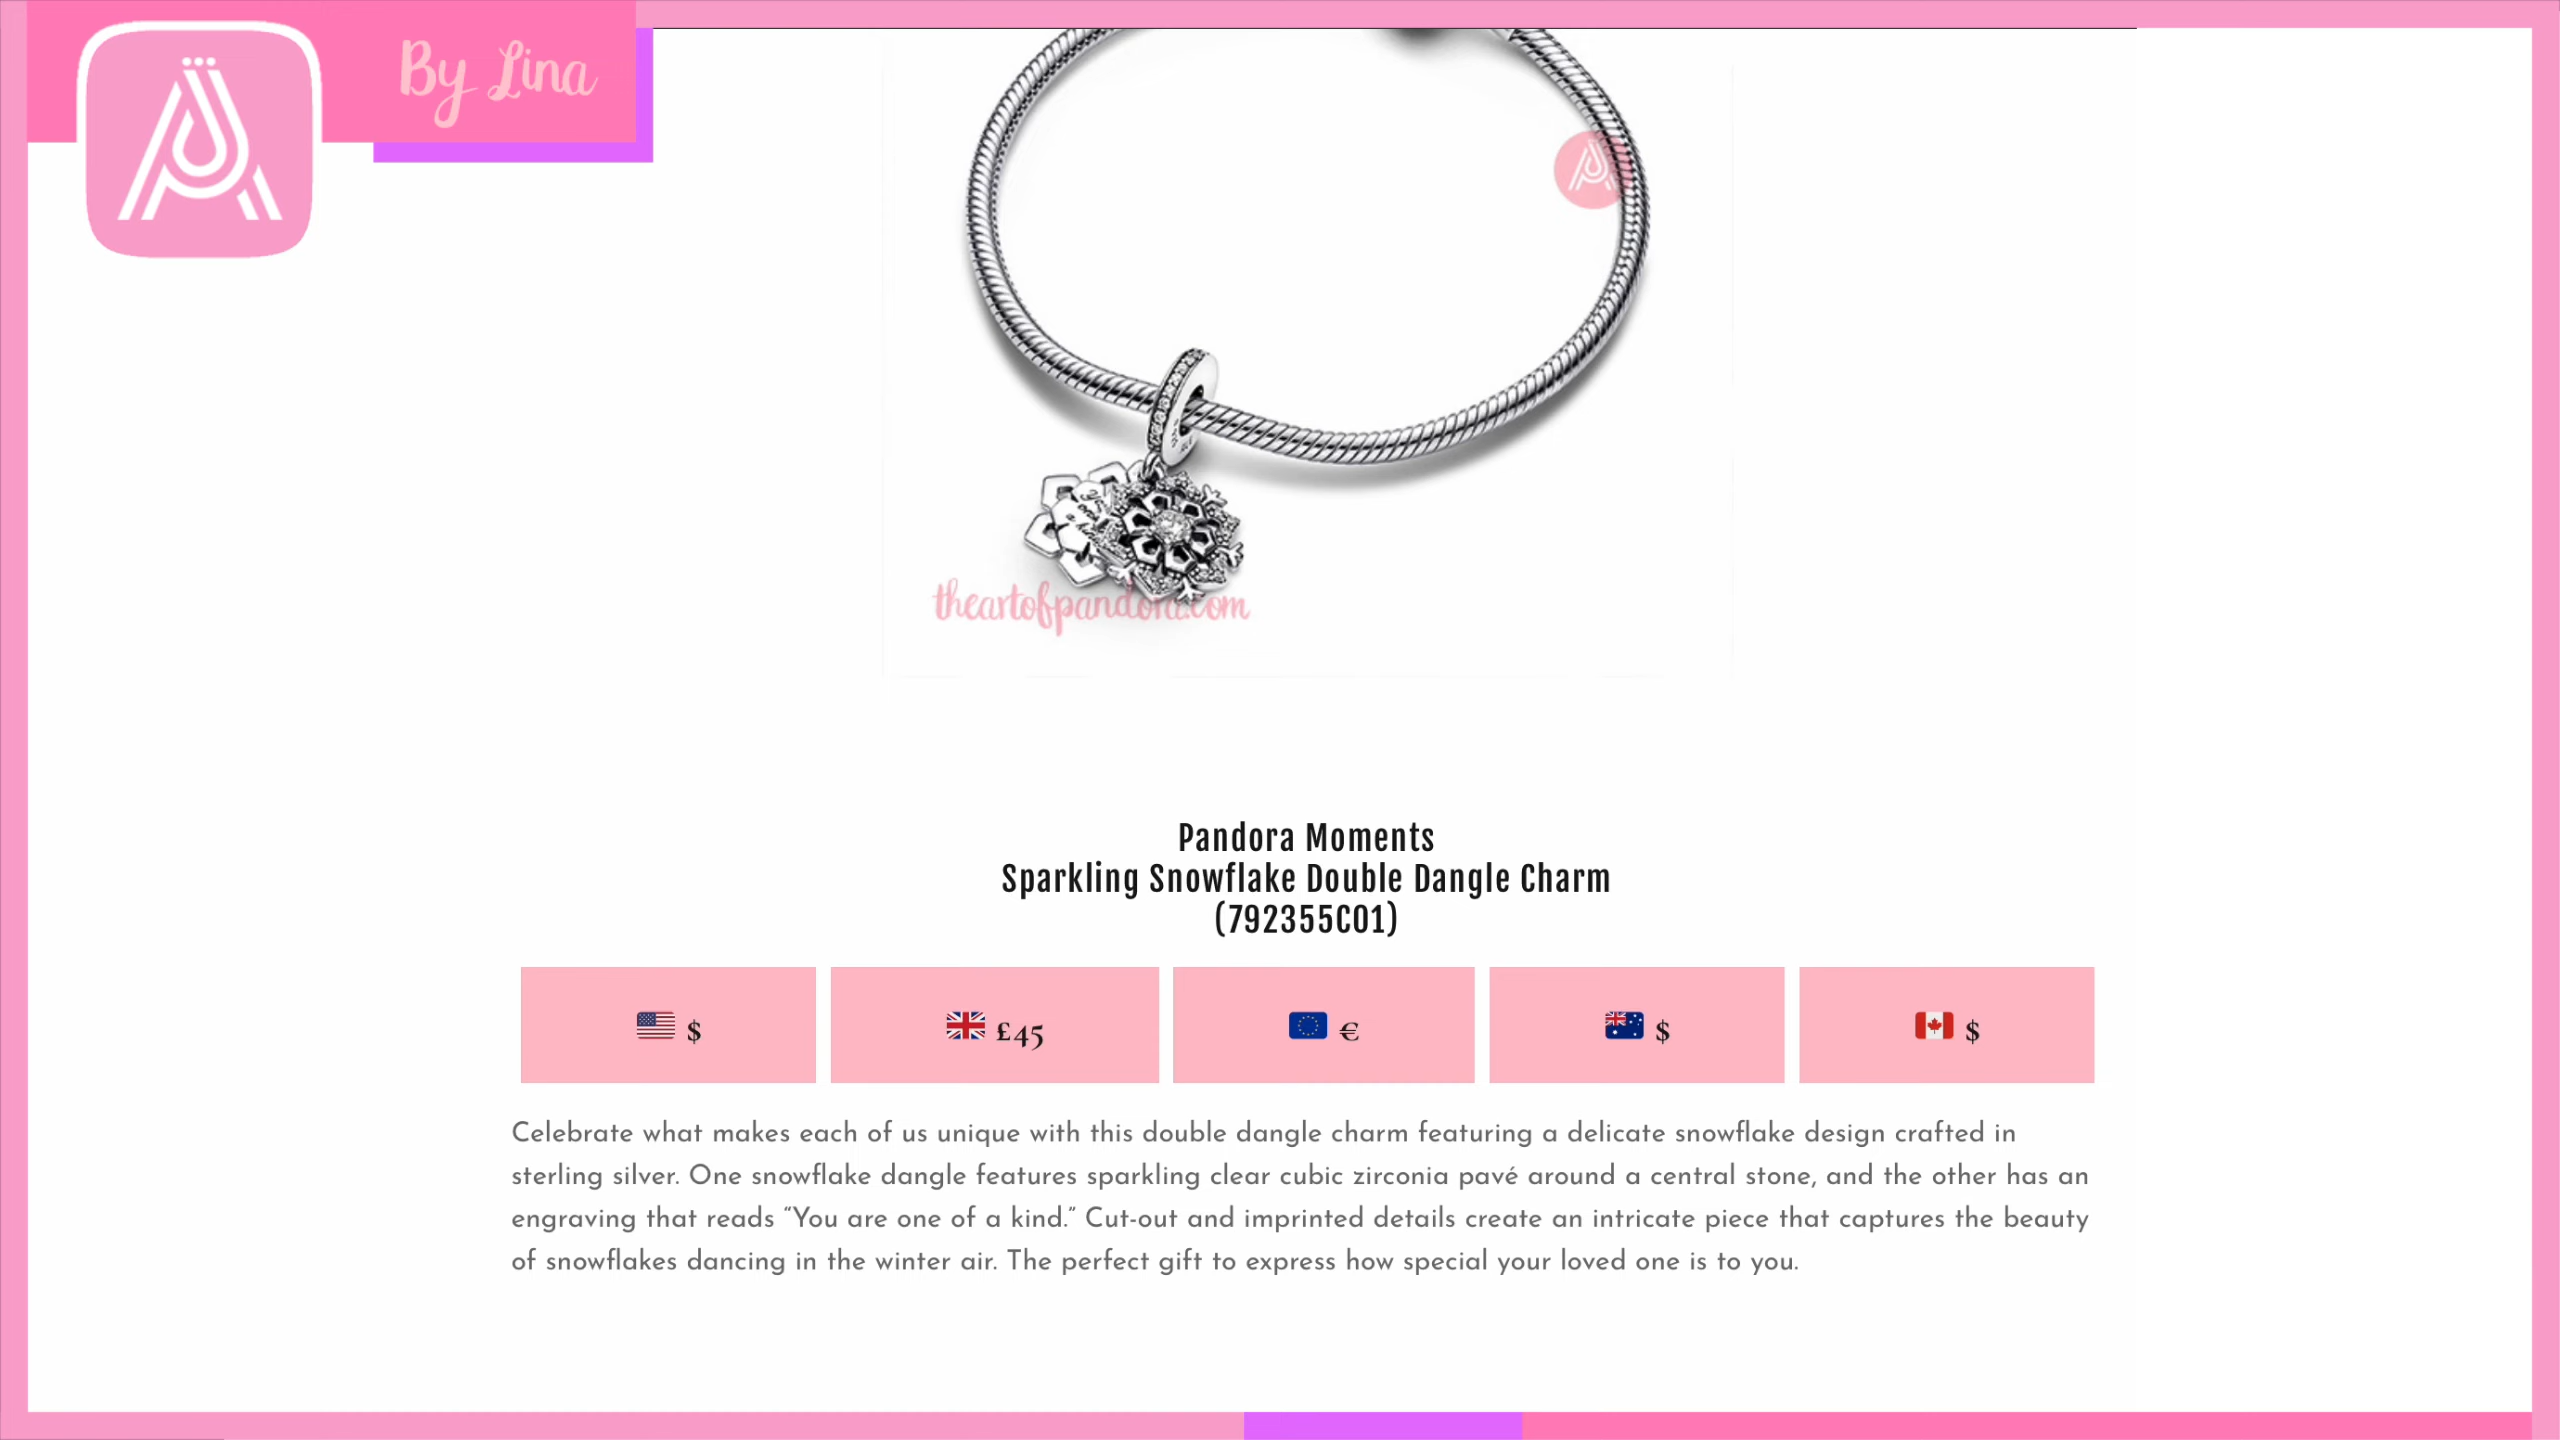 By Lina
theartofpandora.com
Pandora Moments
Sparkling Snowflake Double Dangle Charm
(792355C01)
$
£45
€
$
$
Celebrate what makes each of us unique with this double dangle charm featuring a delicate snowflake design crafted in
sterling silver. One snowflake dangle features sparkling clear cubic zirconia pavé around a central stone, and the other has an
engraving that reads “You are one of a kind.” Cut-out and imprinted details create an intricate piece that captures the beauty
of snowflakes dancing in the winter air. The perfect gift to express how special your loved one is to you.